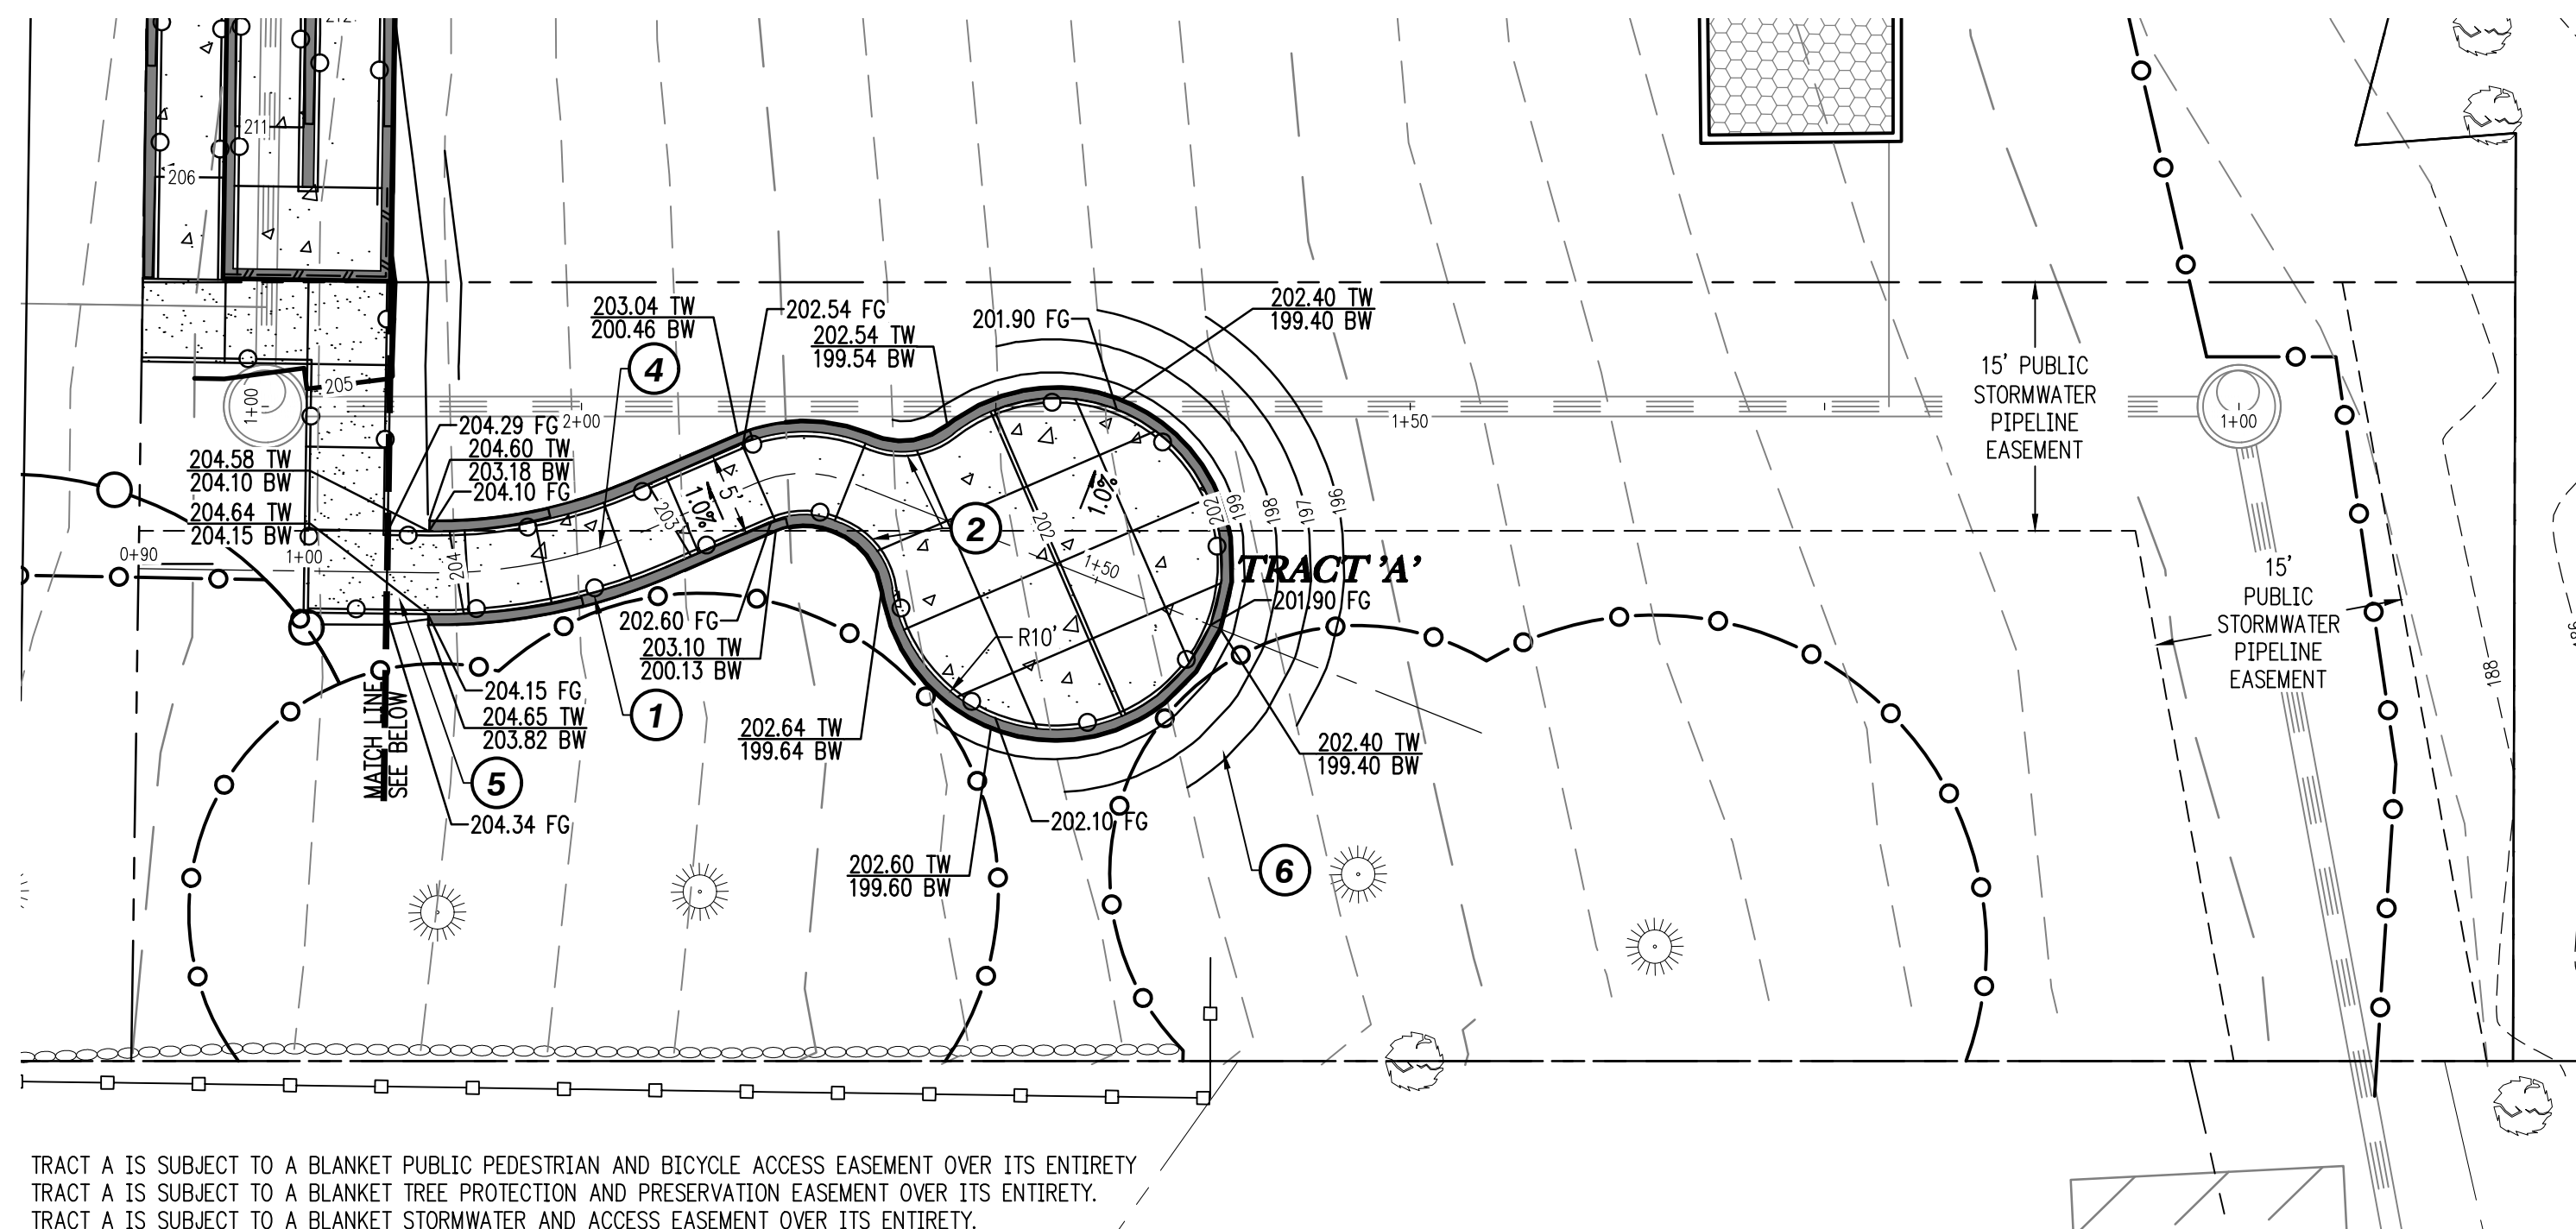 212
211
206
205
1+00
203.04 TW
200.46 BW
4
202.54 FG
202.54 TW
199.54 BW
201.90 FG
202.40 TW
199.40 BW
15' PUBLIC
STORMWATER
PIPELINE
EASEMENT
2+00
1+50
1+00
204.29 FG
204.60 TW
203.18 BW
204.10 FG
204.58 TW
204.10 BW
204.64 TW
204.15 BW
0+90
1+00
204
203
1.0%
5'
2
202
1.0%
1+50
202
199
198
197
196
TRACT 'A'
201.90 FG
15'
PUBLIC
STORMWATER
PIPELINE
EASEMENT
202.60 FG
203.10 TW
200.13 BW
R10'
204.15 FG
204.65 TW
203.82 BW
1
202.64 TW
199.64 BW
202.40 TW
199.40 BW
188
MATCH LINE
SEE BELOW
5
204.34 FG
202.10 FG
202.60 TW
199.60 BW
6
TRACT A IS SUBJECT TO A BLANKET PUBLIC PEDESTRIAN AND BICYCLE ACCESS EASEMENT OVER ITS ENTIRETY
TRACT A IS SUBJECT TO A BLANKET TREE PROTECTION AND PRESERVATION EASEMENT OVER ITS ENTIRETY.
TRACT A IS SUBJECT TO A BLANKET STORMWATER AND ACCESS EASEMENT OVER ITS ENTIRETY.